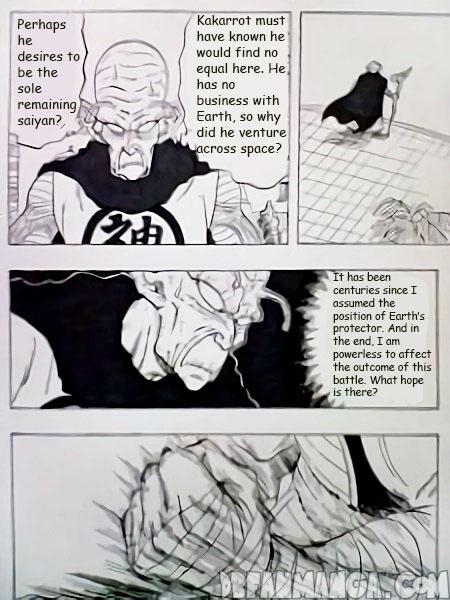 Perhaps
he
desires to
be the
sole
remaining
saiyan?
Kakarrot must
have known he
would find no
equal here. He
has no
business with
Earth, so why
did he venture
across space?
神
It has been
centuries since I
assumed the
position of Earth's
protector. And in
the end, I am
powerless to affect
the outcome of this
battle. What hope
is there?
DBFANMANGA.COM